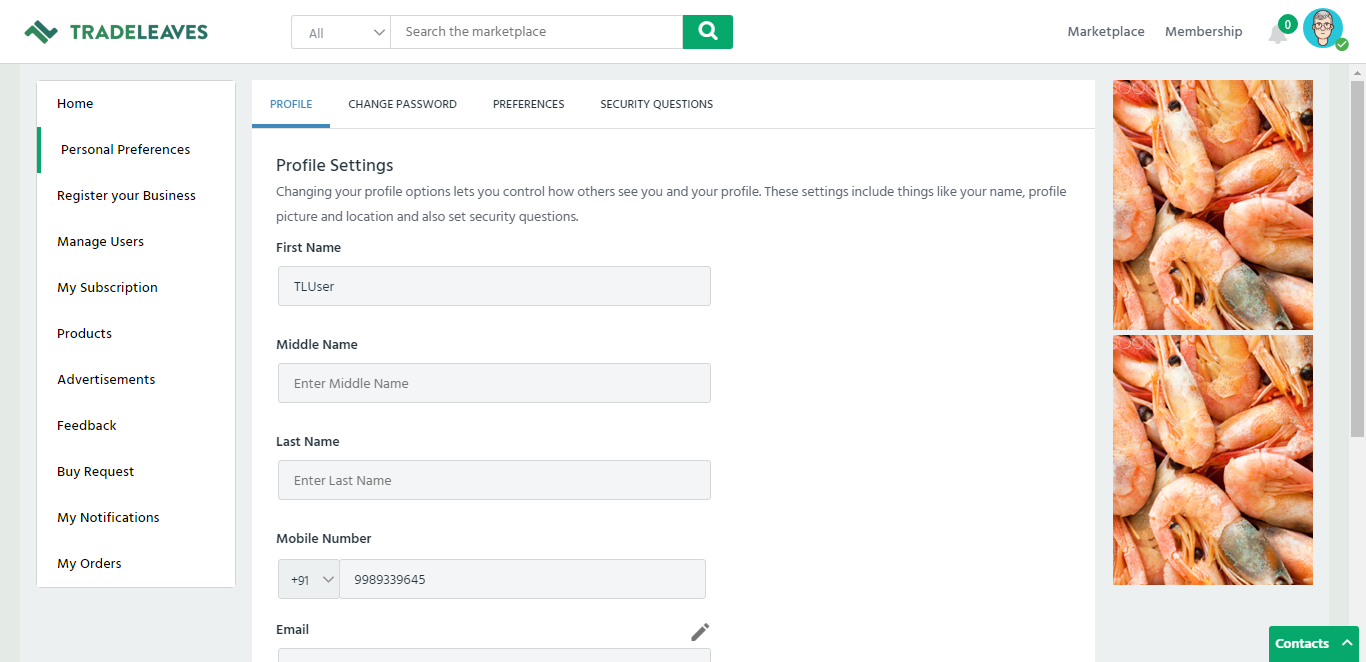 TRADELEAVES
All
Search the marketplace
Marketplace
Membership
0
Home
Personal Preferences
Register your Business
Manage Users
My Subscription
Products
Advertisements
Feedback
Buy Request
My Notifications
My Orders
PROFILE
CHANGE PASSWORD
PREFERENCES
SECURITY QUESTIONS
Profile Settings
Changing your profile options lets you control how others see you and your profile. These settings include things like your name, profile
picture and location and also set security questions.
First Name
TLUser
Middle Name
Enter Middle Name
Last Name
Enter Last Name
Mobile Number
+91
9989339645
Email
Contacts